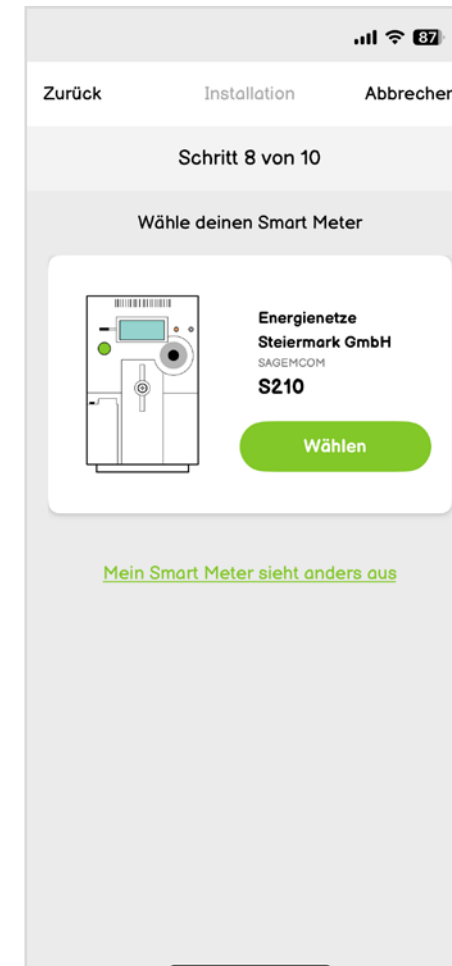 87
Zurück Installation Abbrechen
Schritt 8 von 10
Wähle deinen Smart Meter
Energienetze
Steiermark GmbH
SAGEMCOM
S210
Wählen
Mein Smart Meter sieht anders aus